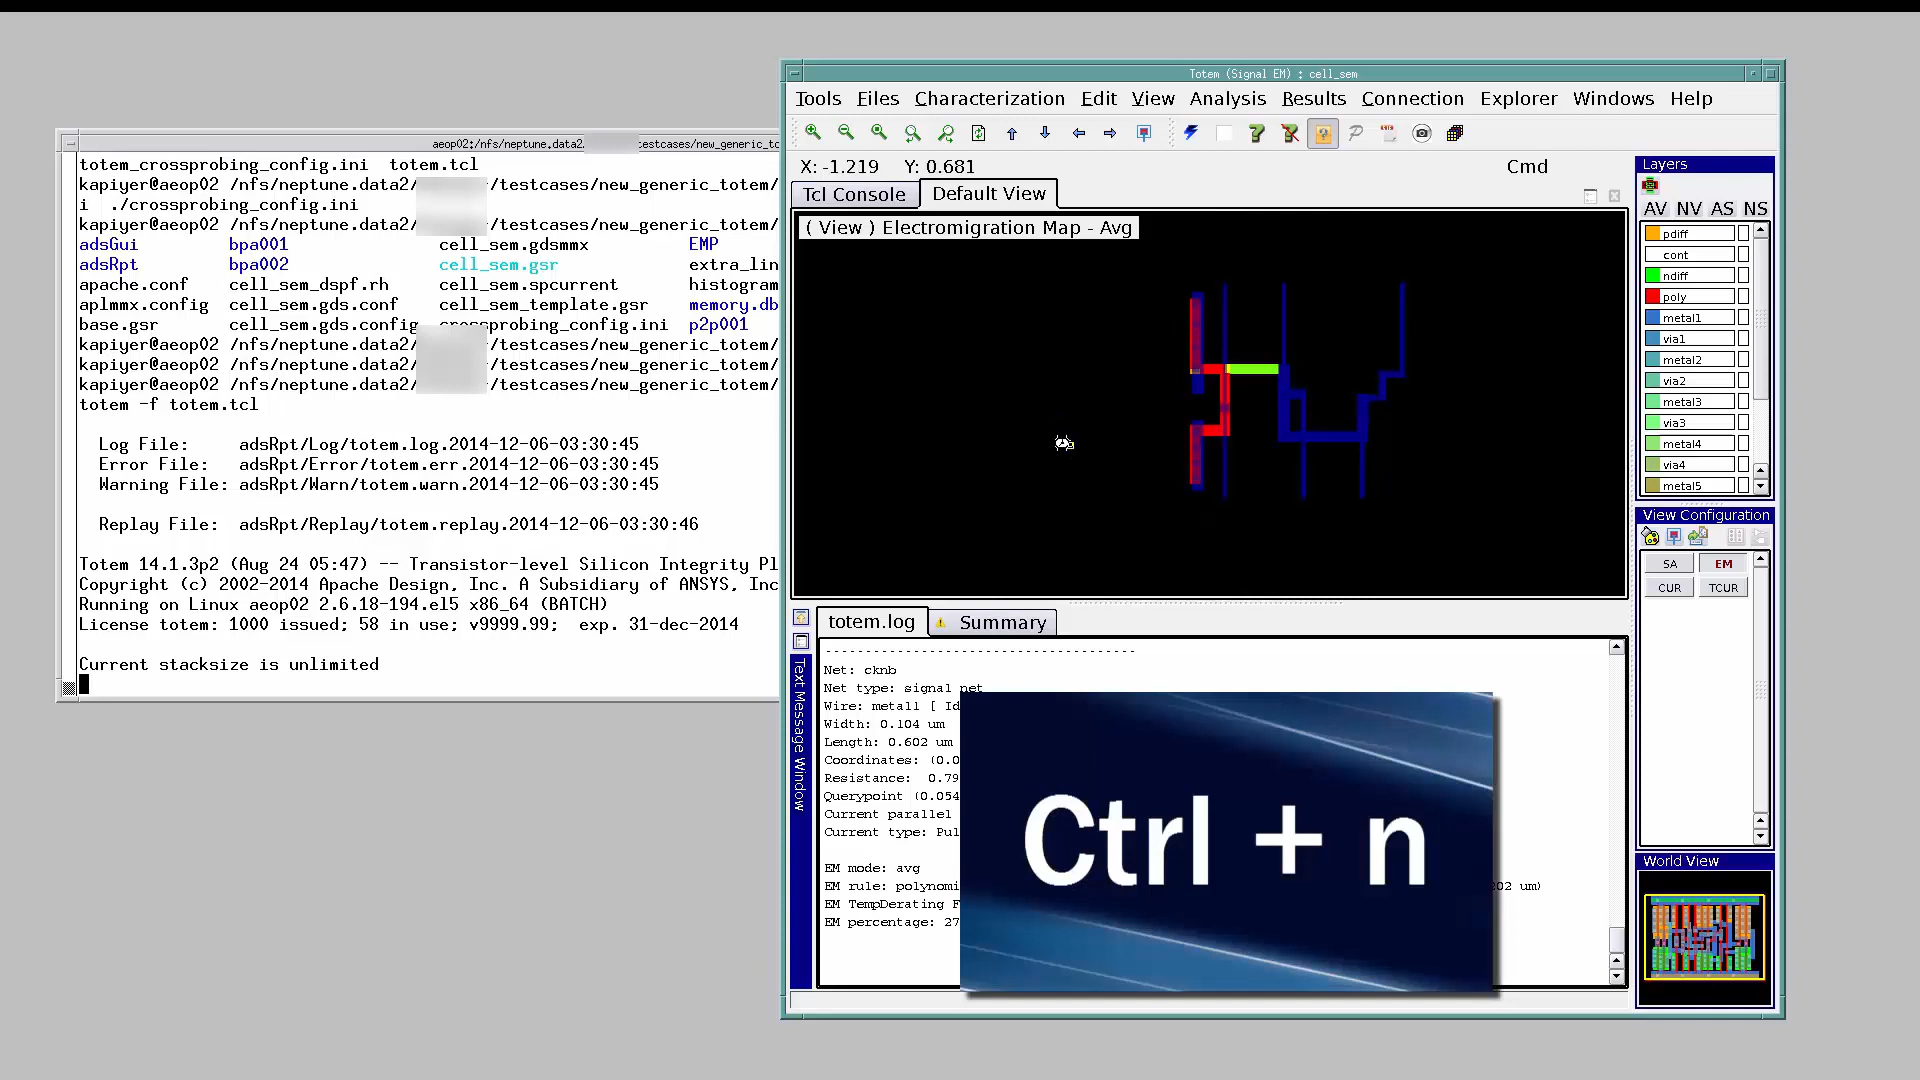 aeop02:/nfs/neptune.data2. estcases/new_generic_to
totem_crossprobing_config.ini totem.tcl
kapiyer@aeop02 /nfs/neptune.data2/ /testcases/new_generic_totem/
i ./crossprobing_config.ini
kapiyer@aeop02 /nfs/neptune.data2/ /testcases/new_generic_totem/
adsGui bpa001 cell_sem.gdsmmx EMP
adsRpt bpa002 cell_sem.gsr extra_lin
apache.conf cell_sem_dspf.rh cell_sem.spcurrent histogram
aplmmx.config cell_sem.gds.conf cell_sem_template.gsr memory.db
base.gsr cell_sem.gds.config crossprobing_config.ini p2p001
kapiyer@aeop02 /nfs/neptune.data2/ /testcases/new_generic_totem/
kapiyer@aeop02 /nfs/neptune.data2/ /testcases/new_generic_totem/
kapiyer@aeop02 /nfs/neptune.data2/ /testcases/new_generic_totem/
totem -f totem.tcl
Log File: adsRpt/Log/totem.log.2014-12-06-03:30:45
Error File: adsRpt/Error/totem.err.2014-12-06-03:30:45
Warning File: adsRpt/Warn/totem.warn.2014-12-06-03:30:45
Replay File: adsRpt/Replay/totem.replay.2014-12-06-03:30:46
Totem 14.1.3p2 (Aug 24 05:47) -- Transistor-level Silicon Integrity Pl
Copyright (c) 2002-2014 Apache Design, Inc. A Subsidiary of ANSYS, Inc
Running on Linux aeop02 2.6.18-194.el5 x86_64 (BATCH)
License totem: 1000 issued; 58 in use; v9999.99; exp. 31-dec-2014
Current stacksize is unlimited
Totem (Signal EM) : cell_sem
Tools Files Characterization Edit View Analysis Results Connection Explorer Windows Help
X: -1.219 Y: 0.681 Cmd
Tcl Console Default View
( View ) Electromigration Map - Avg
Layers
AV NV AS NS
pdiff
cont
ndiff
poly
metal1
via1
metal2
via2
metal3
via3
metal4
via4
metal5
View Configuration
SA EM
CUR TCUR
World View
Text Message Window
totem.log Summary
-----------------------------------
Net: cknb
Net type: signal net
Wire: metal1 [ Id
Width: 0.104 um
Length: 0.602 um
Coordinates: (0.0
Resistance: 0.79
Querypoint (0.054
Current parallel
Current type: Pul
EM mode: avg
EM rule: polynomi 02 um)
EM TempDerating F
EM percentage: 27
Ctrl + n